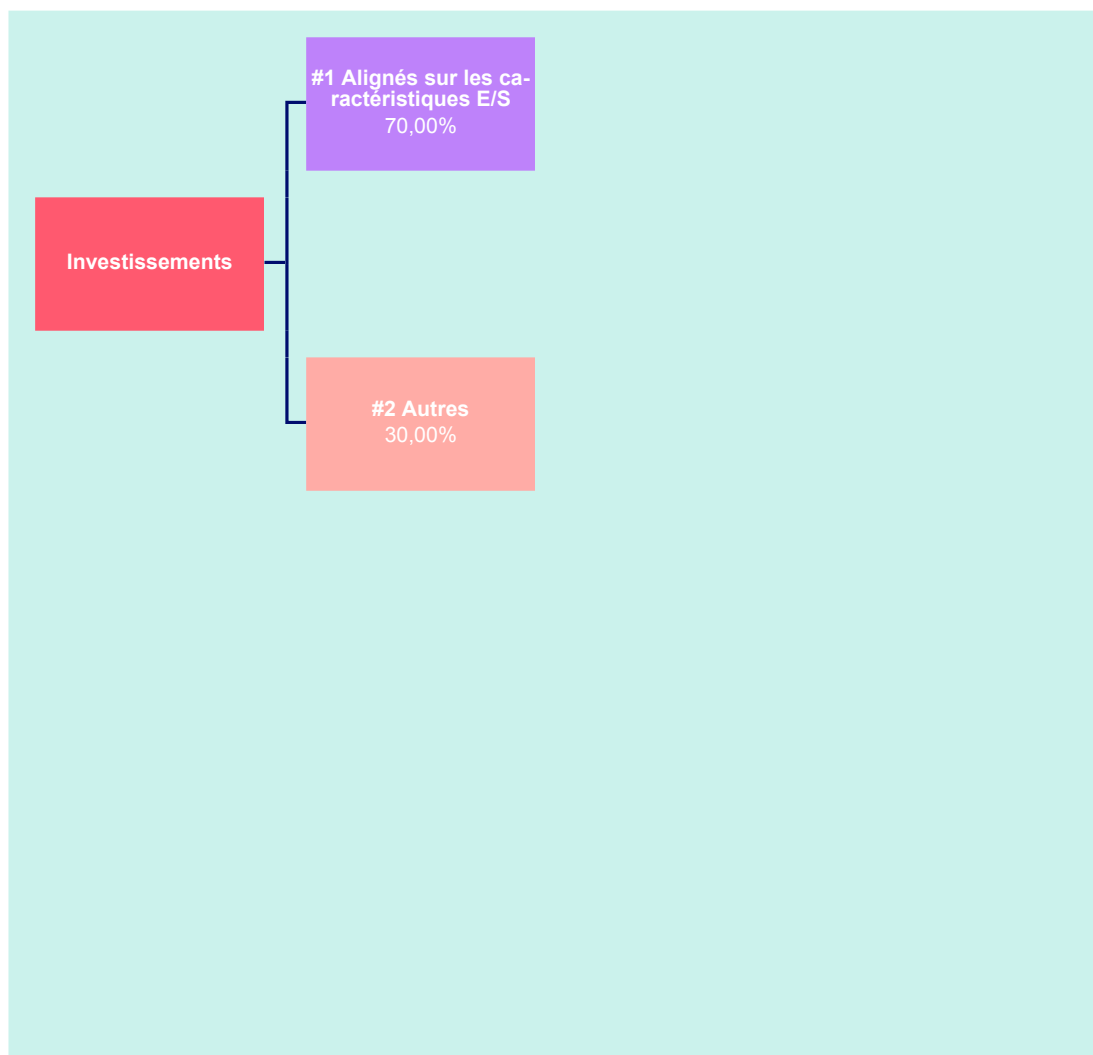 #1 Alignés sur les ca-
ractéristiques E/S
70,00%
Investissements
#2 Autres
30,00%